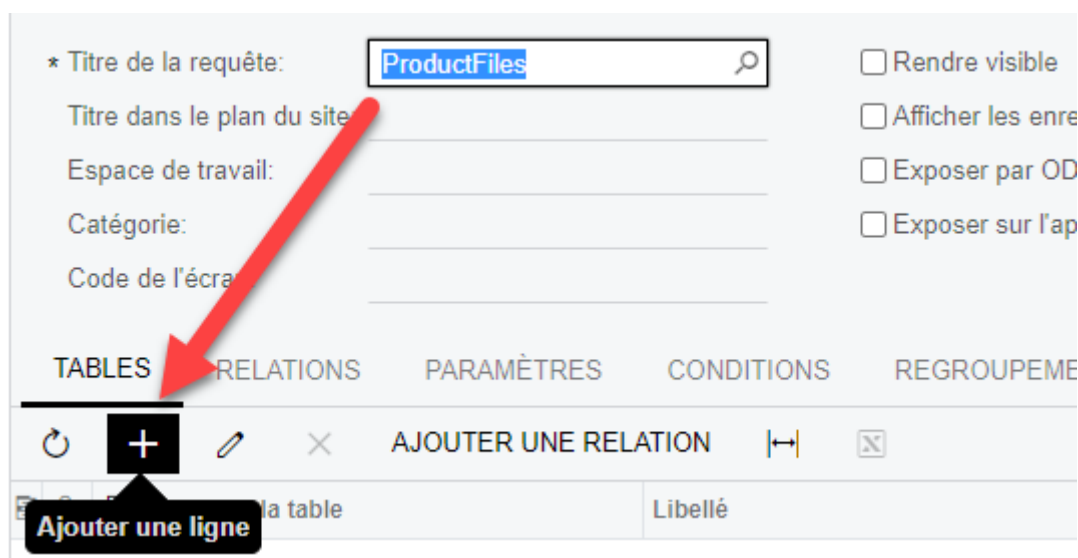 * Titre de la requête: ProductFiles Rendre visible
Titre dans le plan du site Afficher les enre
Espace de travail: Exposer par OD
Catégorie: Exposer sur l'ap
Code de l'écra
TABLES RELATIONS PARAMÈTRES CONDITIONS REGROUPEME
AJOUTER UNE RELATION
la table Libellé
Ajouter une ligne